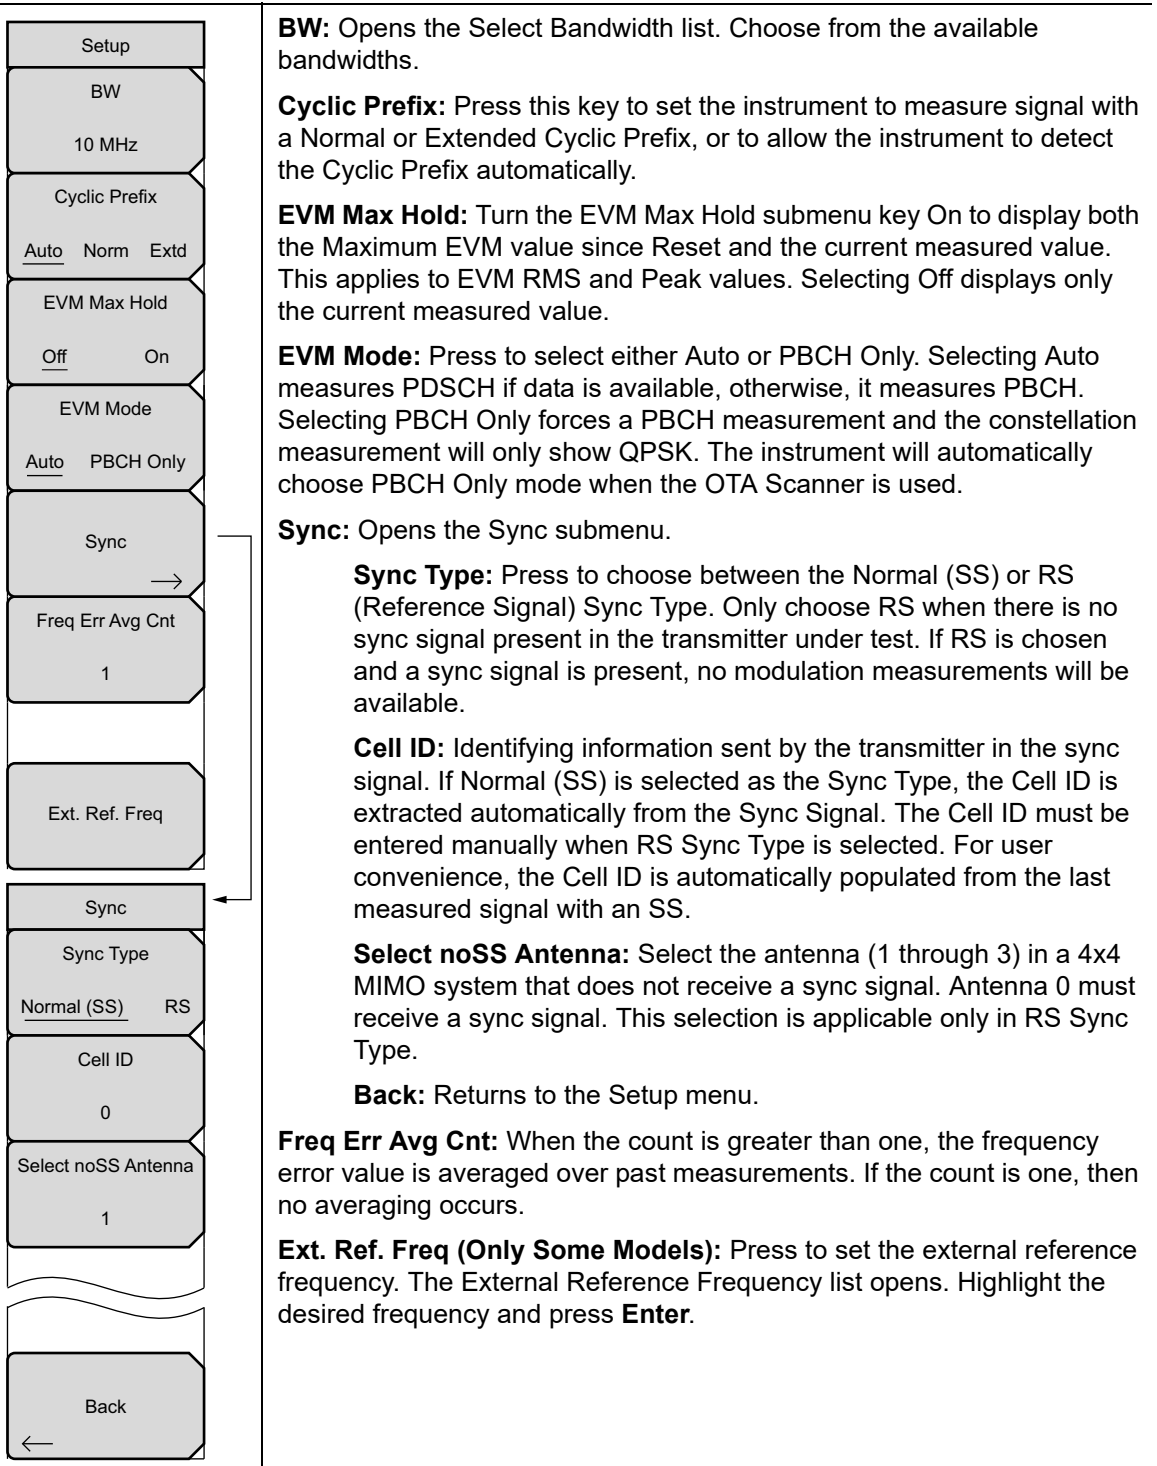 Setup
BW
10 MHz
Cyclic Prefix
Auto Norm Extd
EVM Max Hold
Off On
EVM Mode
Auto PBCH Only
Sync
Freq Err Avg Cnt
1
Ext. Ref. Freq
Sync
Sync Type
Normal (SS) RS
Cell ID
0
Select noSS Antenna
1
Back
BW: Opens the Select Bandwidth list. Choose from the available
bandwidths.
Cyclic Prefix: Press this key to set the instrument to measure signal with
a Normal or Extended Cyclic Prefix, or to allow the instrument to detect
the Cyclic Prefix automatically.
EVM Max Hold: Turn the EVM Max Hold submenu key On to display both
the Maximum EVM value since Reset and the current measured value.
This applies to EVM RMS and Peak values. Selecting Off displays only
the current measured value.
EVM Mode: Press to select either Auto or PBCH Only. Selecting Auto
measures PDSCH if data is available, otherwise, it measures PBCH.
Selecting PBCH Only forces a PBCH measurement and the constellation
measurement will only show QPSK. The instrument will automatically
choose PBCH Only mode when the OTA Scanner is used.
Sync: Opens the Sync submenu.
Sync Type: Press to choose between the Normal (SS) or RS
(Reference Signal) Sync Type. Only choose RS when there is no
sync signal present in the transmitter under test. If RS is chosen
and a sync signal is present, no modulation measurements will be
available.
Cell ID: Identifying information sent by the transmitter in the sync
signal. If Normal (SS) is selected as the Sync Type, the Cell ID is
extracted automatically from the Sync Signal. The Cell ID must be
entered manually when RS Sync Type is selected. For user
convenience, the Cell ID is automatically populated from the last
measured signal with an SS.
Select noSS Antenna: Select the antenna (1 through 3) in a 4x4
MIMO system that does not receive a sync signal. Antenna 0 must
receive a sync signal. This selection is applicable only in RS Sync
Type.
Back: Returns to the Setup menu.
Freq Err Avg Cnt: When the count is greater than one, the frequency
error value is averaged over past measurements. If the count is one, then
no averaging occurs.
Ext. Ref. Freq (Only Some Models): Press to set the external reference
frequency. The External Reference Frequency list opens. Highlight the
desired frequency and press Enter.